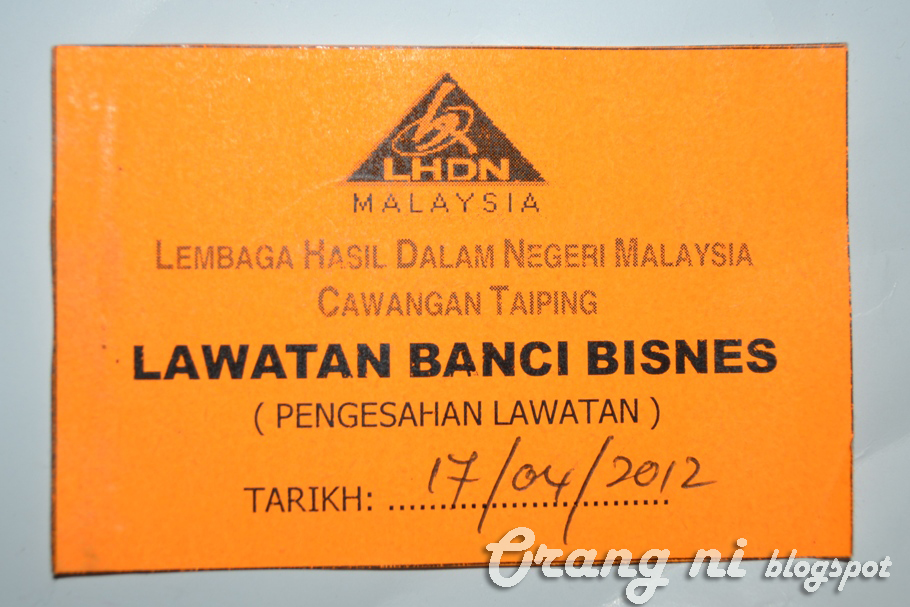 LHDN
MALAYSIA
LEMBAGA HASIL DALAM NEGERI MALAYSIA
CAWANGAN TAIPING
LAWATAN BANCI BISNES
( PENGESAHAN LAWATAN )
TARIKH: 17/04/2012
Orang ni blogspot